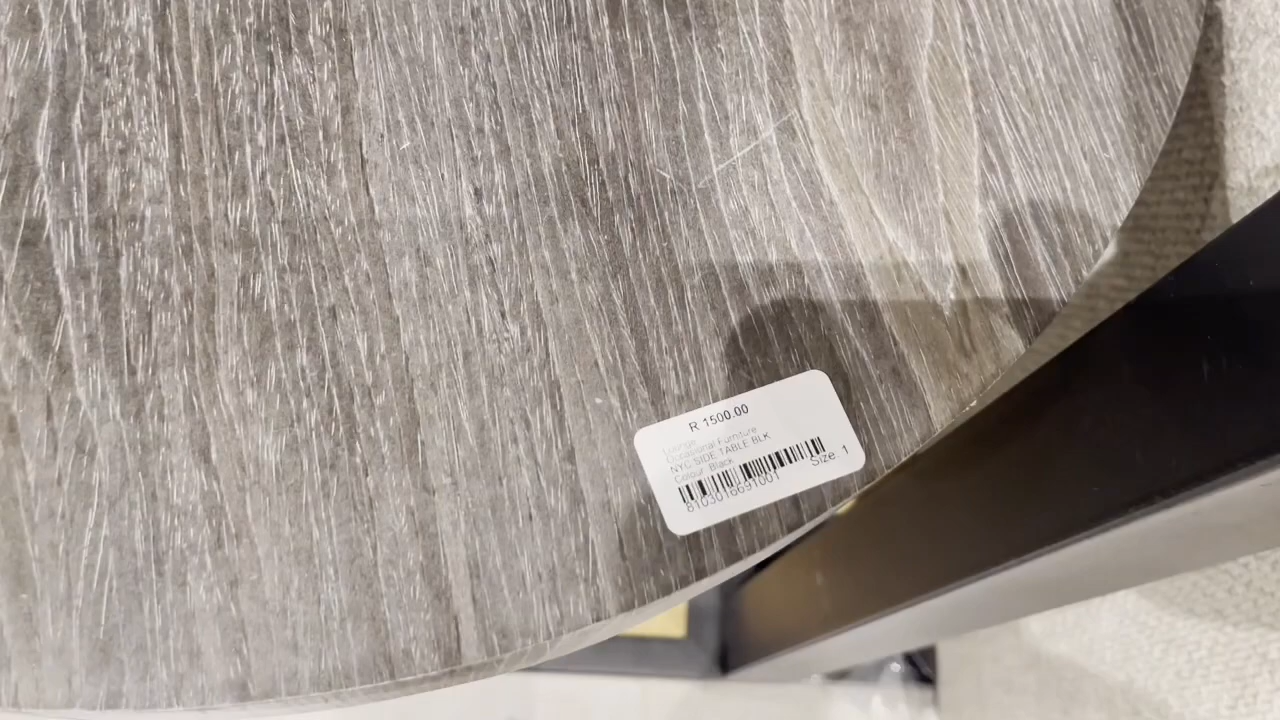 R 1500.00
Lounge
Occasional Furniture
NYC SIDE TABLE BLK
Colour: Black
Size: 1
8103016691001